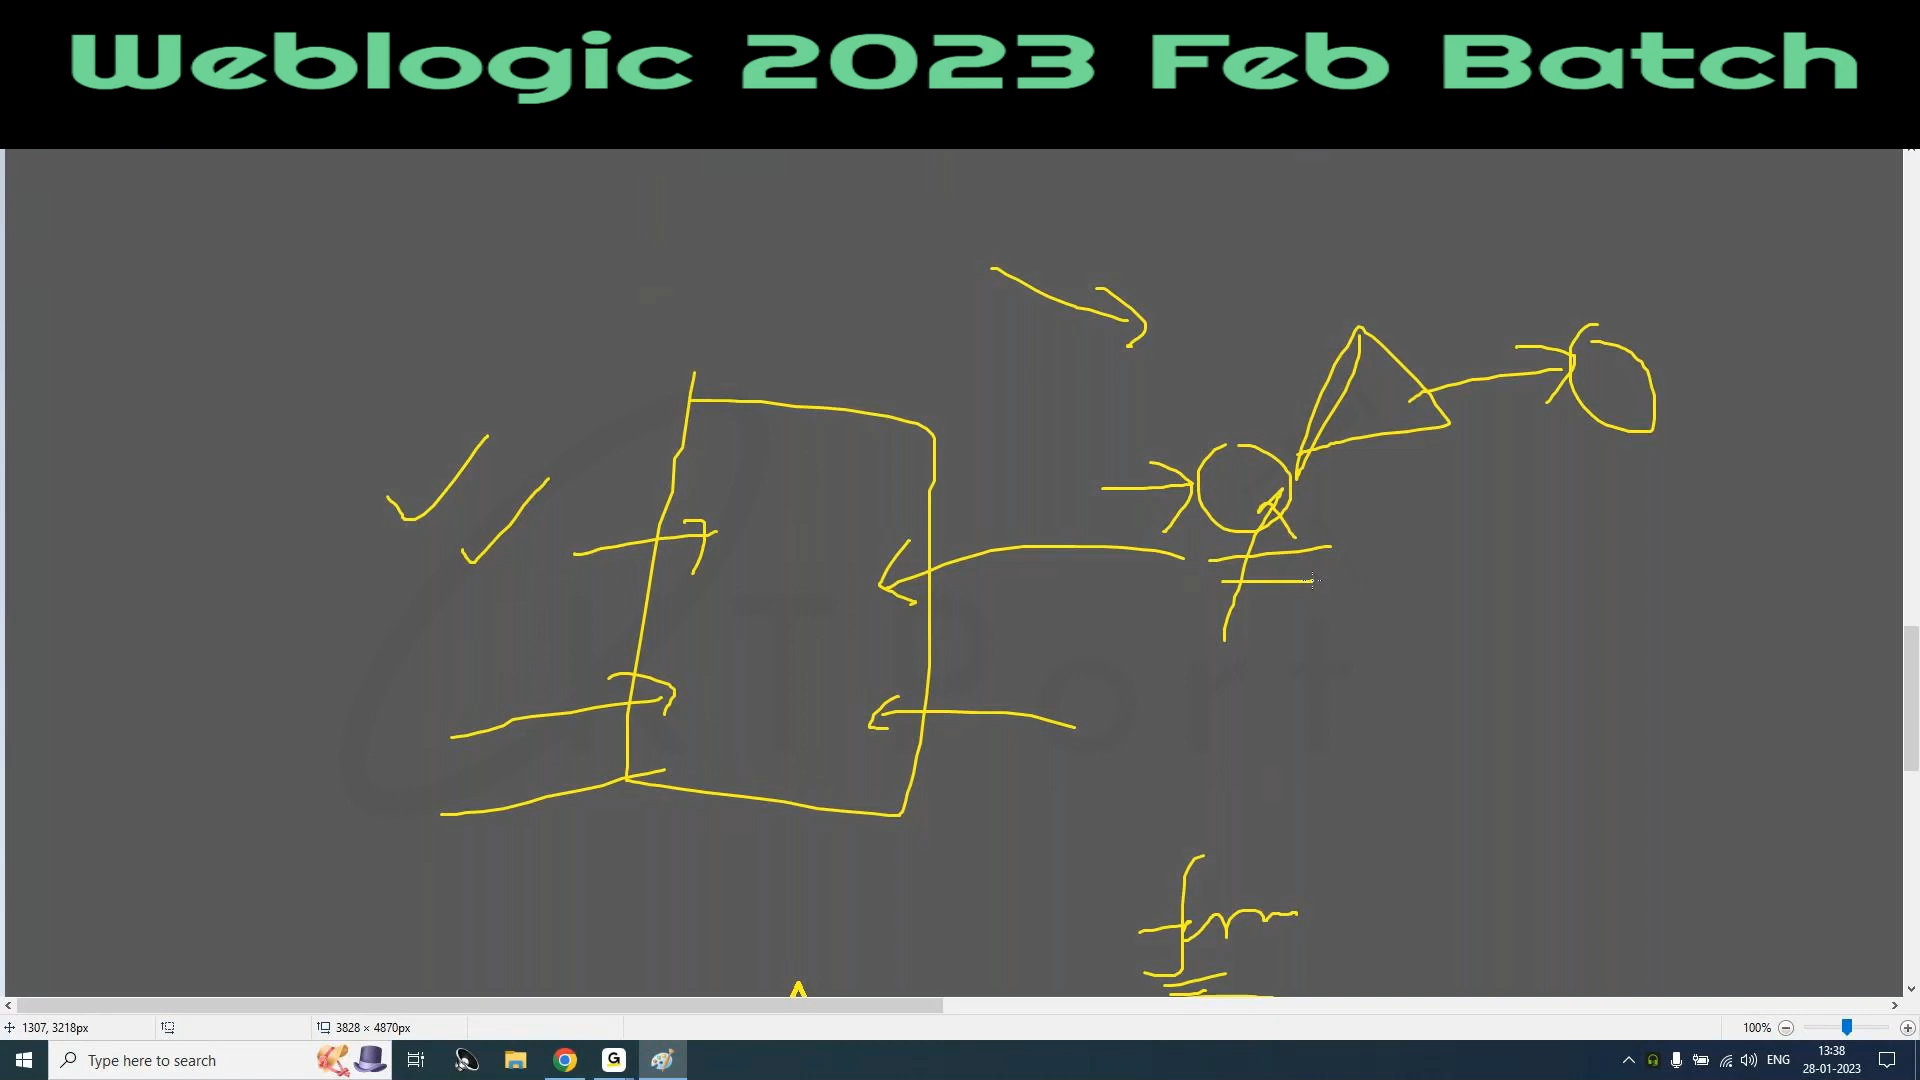 Weblogic 2023 Feb Batch
KTPort
1307, 3218px
3828 × 4870px
100%
Type here to search
G
ENG
13:38
28-01-2023